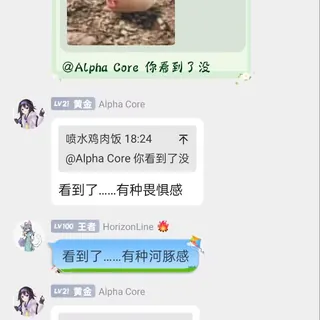 @Alpha Core 你看到了没
LV21 黄金 Alpha Core
喷水鸡肉饭 18:24
@Alpha Core 你看到了没
看到了……有种畏惧感
LV100 王者 HorizonLine
看到了……有种河豚感
LV21 黄金 Alpha Core